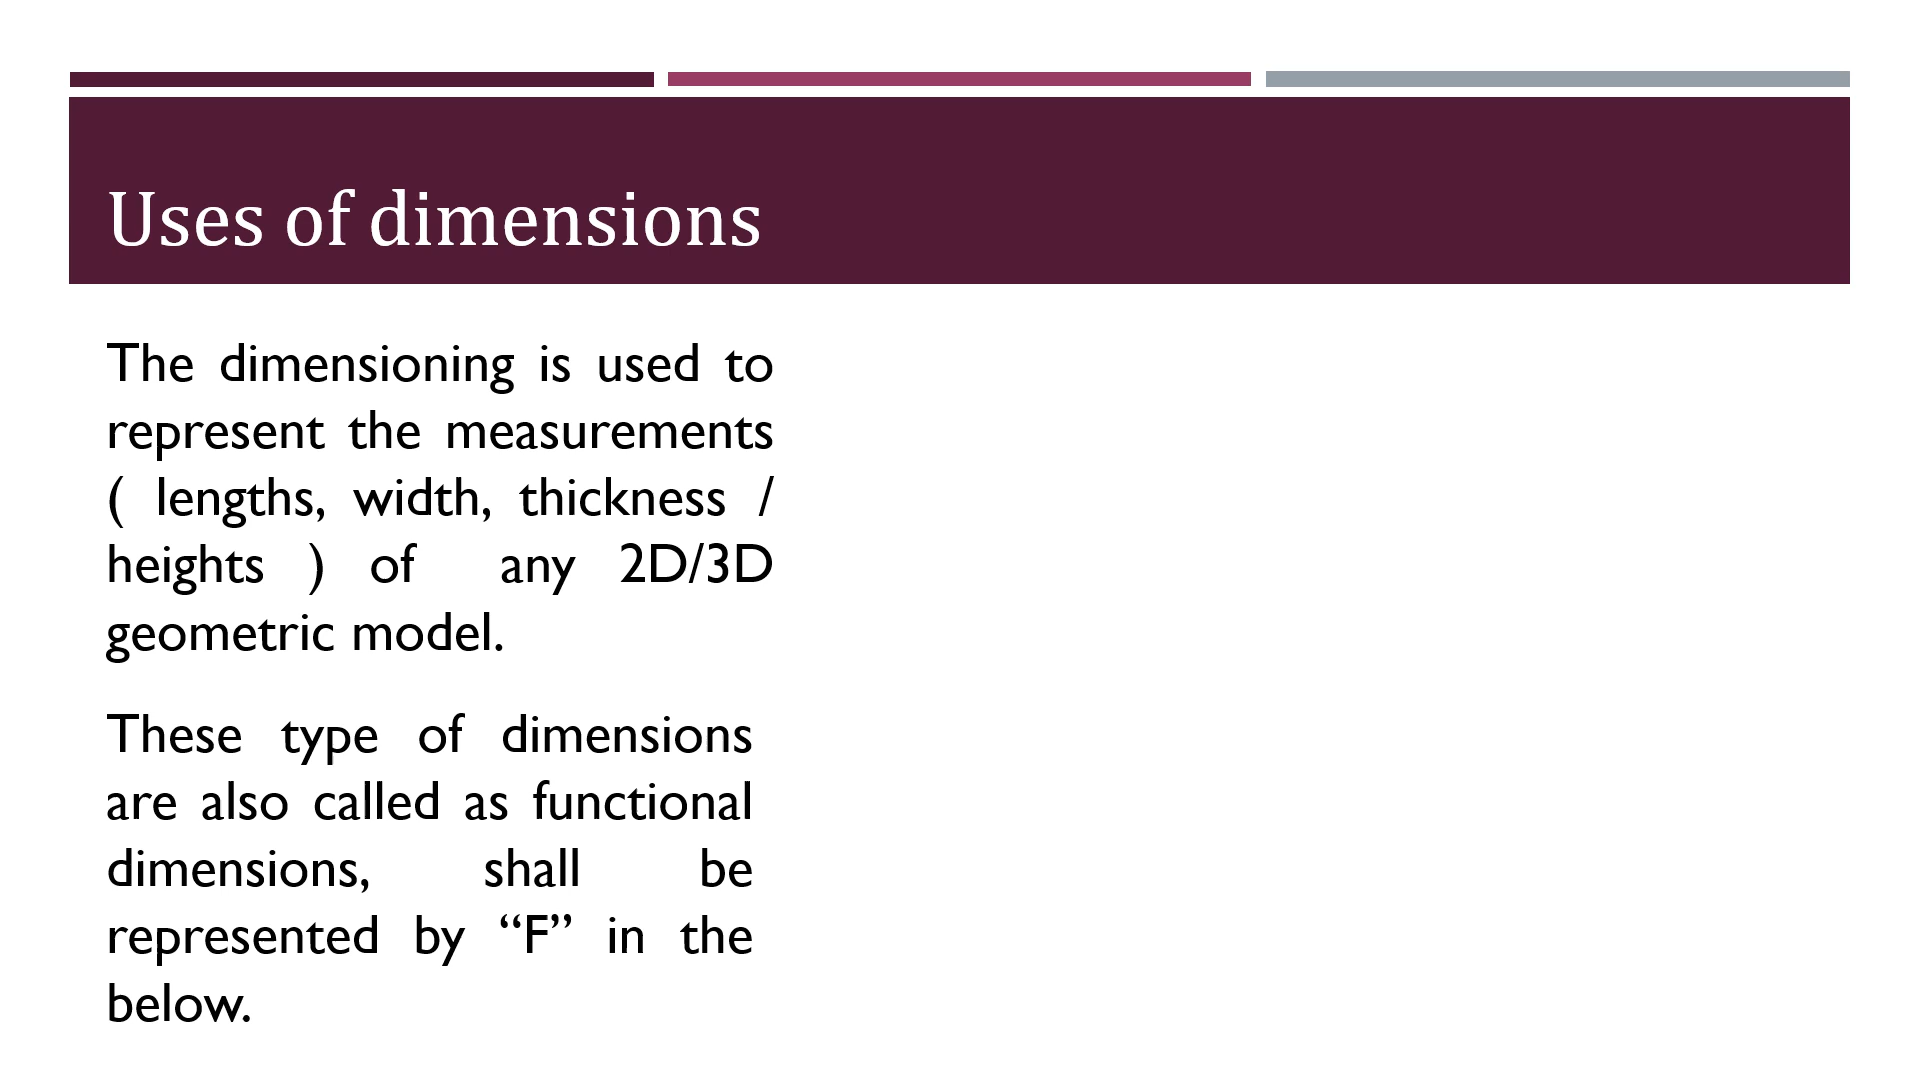 Uses of dimensions
The dimensioning is used to
represent the measurements
( lengths, width, thickness /
heights ) of any 2D/3D
geometric model.
These type of dimensions
are also called as functional
dimensions, shall be
represented by “F” in the
below.